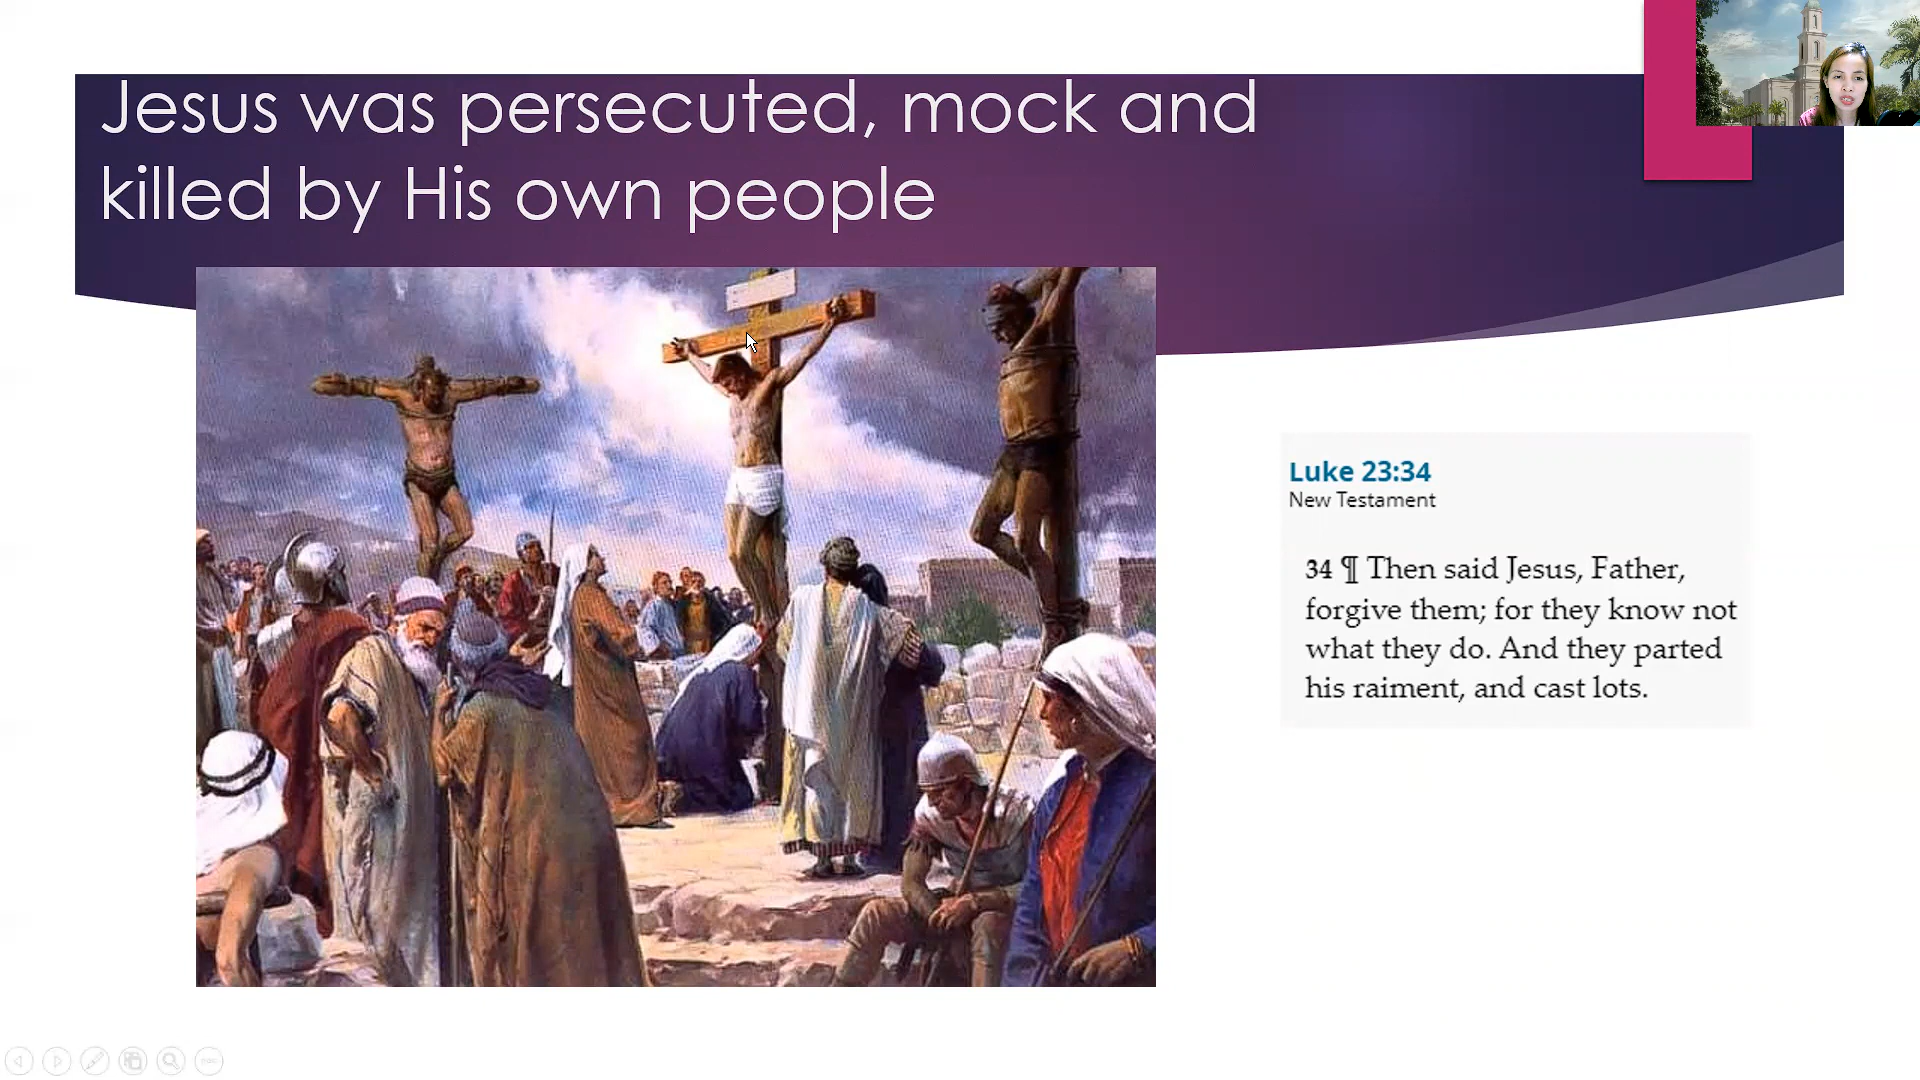 Jesus was persecuted, mock and
killed by His own people
Luke 23:34
New Testament
34 ¶ Then said Jesus, Father,
forgive them; for they know not
what they do. And they parted
his raiment, and cast lots.